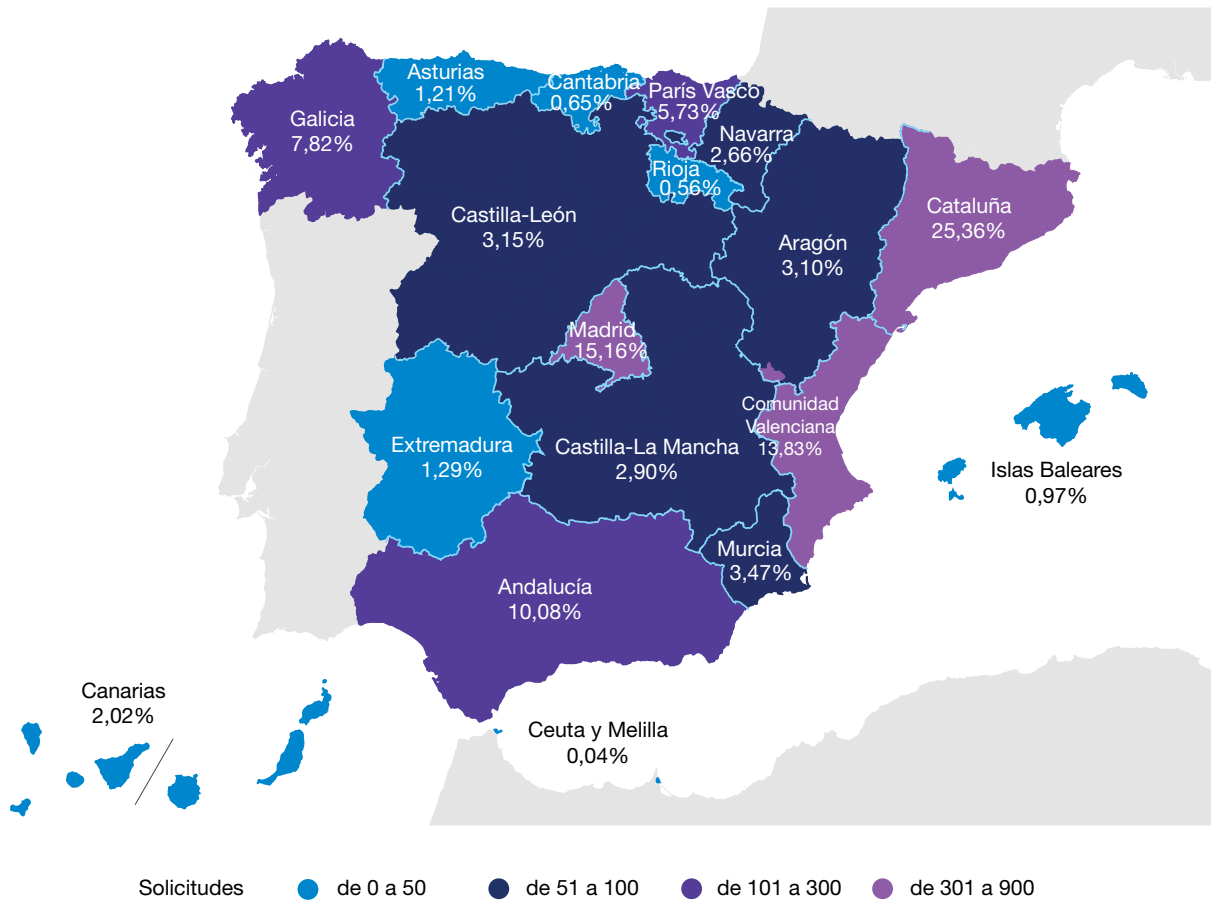 Asturias
1,21%
Cantabria
0,65%
París Vasco
5,73%
Galicia
7,82%
Navarra
2,66%
Rioja
0,56%
Castilla-León
3,15%
Aragón
3,10%
Cataluña
25,36%
Madrid
15,16%
Comunidad
Valenciana
13,83%
Extremadura
1,29%
Castilla-La Mancha
2,90%
Islas Baleares
0,97%
Murcia
3,47%
Andalucía
10,08%
Canarias
2,02%
Ceuta y Melilla
0,04%
Solicitudes de 0 a 50 de 51 a 100 de 101 a 300 de 301 a 900